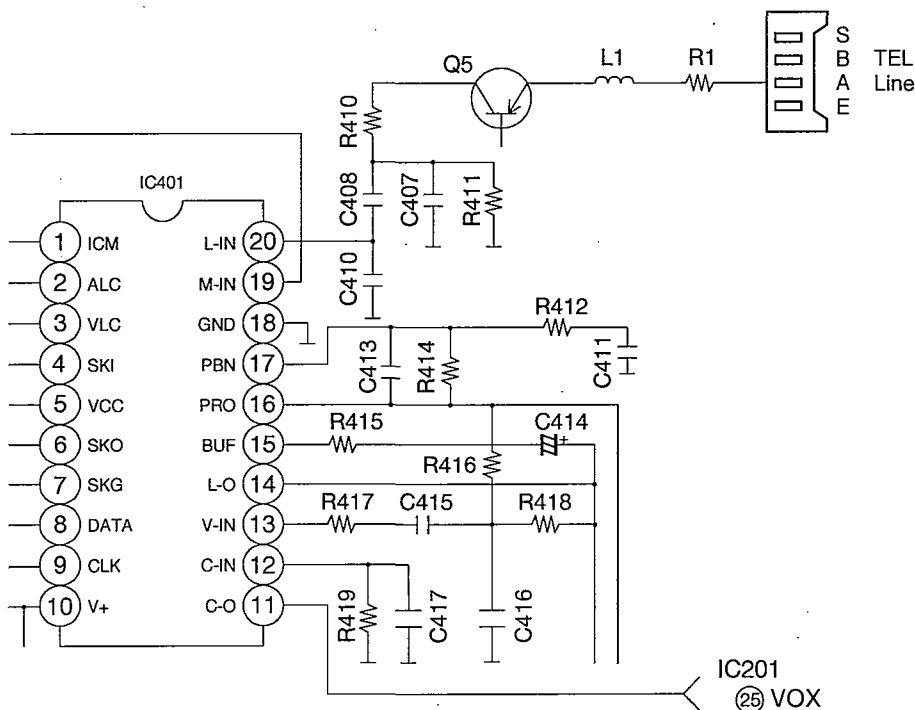 Q5
L1
R1
S
B
A
E
TEL
Line
R410
IC401
C408
C407
R411
1 ICM
L-IN 20
2 ALC
M-IN 19
C410
3 VLC
GND 18
R412
4 SKI
PBN 17
C413
R414
C411
5 VCC
PRO 16
6 SKO
BUF 15
R415
C414
+
7 SKG
L-O 14
R416
8 DATA
V-IN 13
R417
C415
R418
9 CLK
C-IN 12
10 V+
C-O 11
R419
C417
C416
IC201
25 VOX